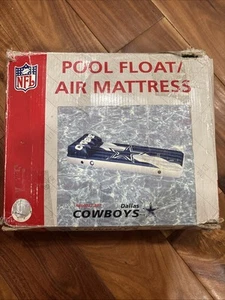 NFL
POOL FLOAT/
AIR MATTRESS
Dallas
COWBOYS